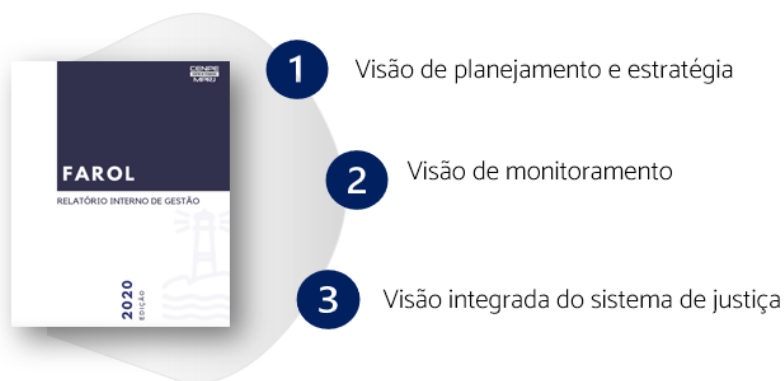 CENPE
MPRJ
FAROL
RELATÓRIO INTERNO DE GESTÃO
2020
EDIÇÃO
1 Visão de planejamento e estratégia
2 Visão de monitoramento
3 Visão integrada do sistema de justiça